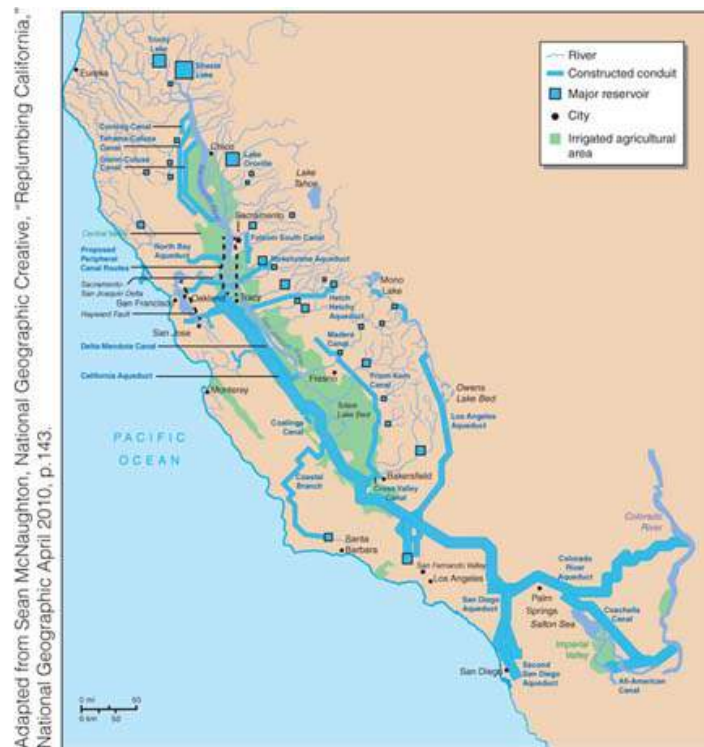 Adapted from Sean McNaughton, National Geographic Creative, "Replumbing California,"
National Geographic April 2010, p.143.
River
Constructed conduit
Major reservoir
City
Irrigated agricultural
area
Trinity
Lake
Shasta
Lake
Eureka
Corning Canal
Tehama-Colusa
Canal
Glenn-Colusa
Canal
Chico
Lake
Oroville
Lake
Tahoe
Sacramento
Central Valley
Folsom South Canal
North Bay
Aqueduct
Proposed
Peripheral
Canal Routes
Mokelumne Aqueduct
Sacramento-
San Joaquin Delta
San Francisco
Oakland
Tracy
Hayward Fault
San Jose
Hetch
Hetchy
Aqueduct
Mono
Lake
Delta Mendota Canal
Madera
Canal
California Aqueduct
Fresno
Friant-Kern
Canal
Monterey
Tulare
Lake Bed
Owens
Lake Bed
Los Angeles
Aqueduct
PACIFIC
OCEAN
Coalinga
Canal
Bakersfield
Cross Valley
Canal
Coastal
Branch
Santa
Barbara
San Fernando Valley
Los Angeles
Colorado
River
Colorado
River
Aqueduct
San Diego
Aqueduct
Palm
Springs
Salton Sea
Coachella
Canal
Imperial
Valley
San Diego
Second
San Diego
Aqueduct
All-American
Canal
0 mi 50
0 km 50